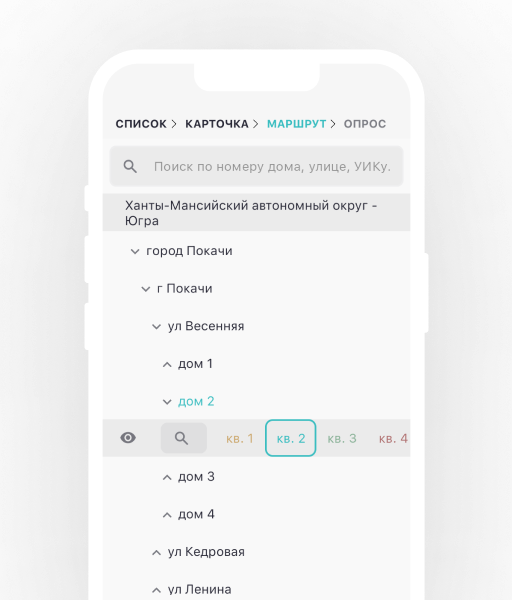 СПИСОК КАРТОЧКА МАРШРУТ ОПРОС
Поиск по номеру дома, улице, УИКу.
Ханты-Мансийский автономный округ -
Югра
город Покачи
г Покачи
ул Весенняя
дом 1
дом 2
кв. 1 кв. 2 кв. 3 кв. 4
дом 3
дом 4
ул Кедровая
ул Ленина